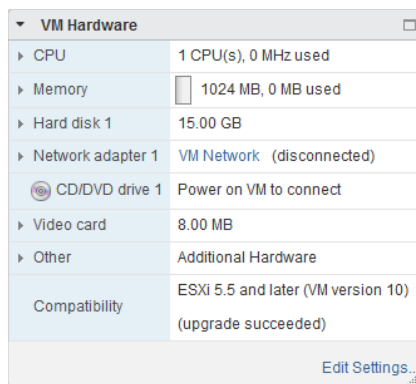 VM Hardware
CPU 1 CPU(s), 0 MHz used
Memory 1024 MB, 0 MB used
Hard disk 1 15.00 GB
Network adapter 1 VM Network (disconnected)
CD/DVD drive 1 Power on VM to connect
Video card 8.00 MB
Other Additional Hardware
Compatibility ESXi 5.5 and later (VM version 10)
(upgrade succeeded)
Edit Settings...